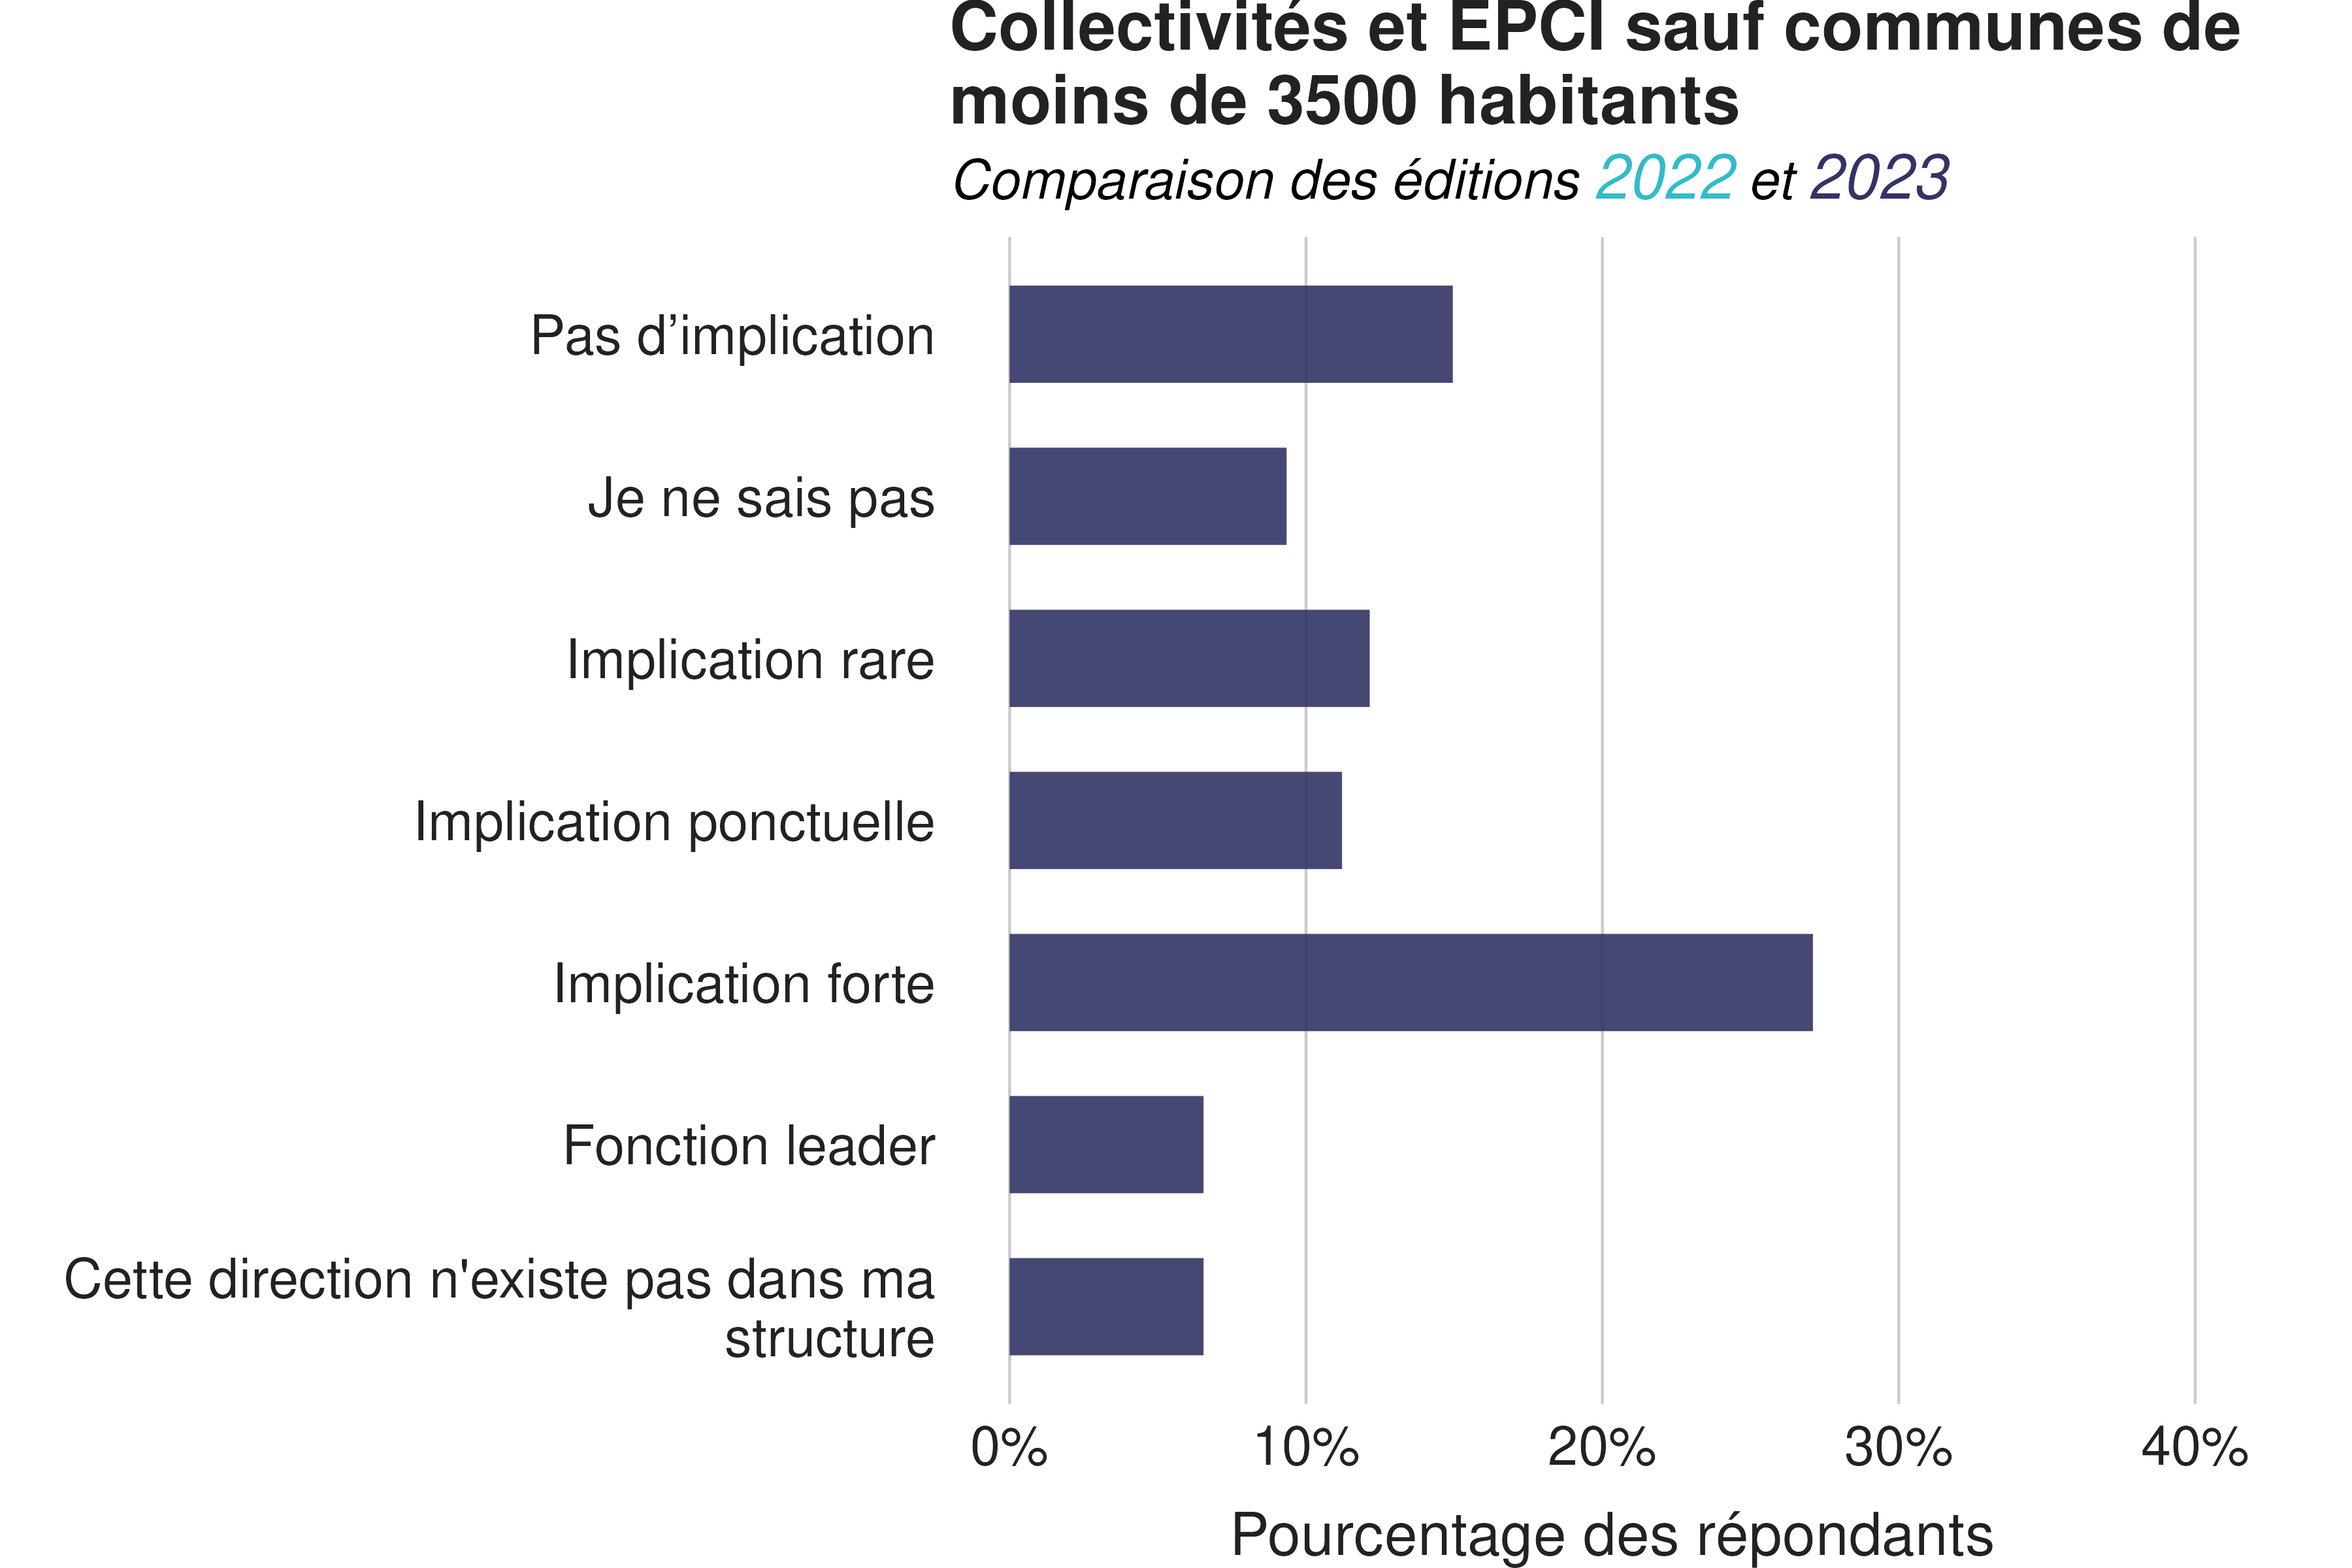 Collectivités et EPCI sauf communes de
moins de 3500 habitants
Comparaison des éditions 2022 et 2023
Pas d’implication
Je ne sais pas
Implication rare
Implication ponctuelle
Implication forte
Fonction leader
Cette direction n'existe pas dans ma
structure
0% 10% 20% 30% 40%
Pourcentage des répondants